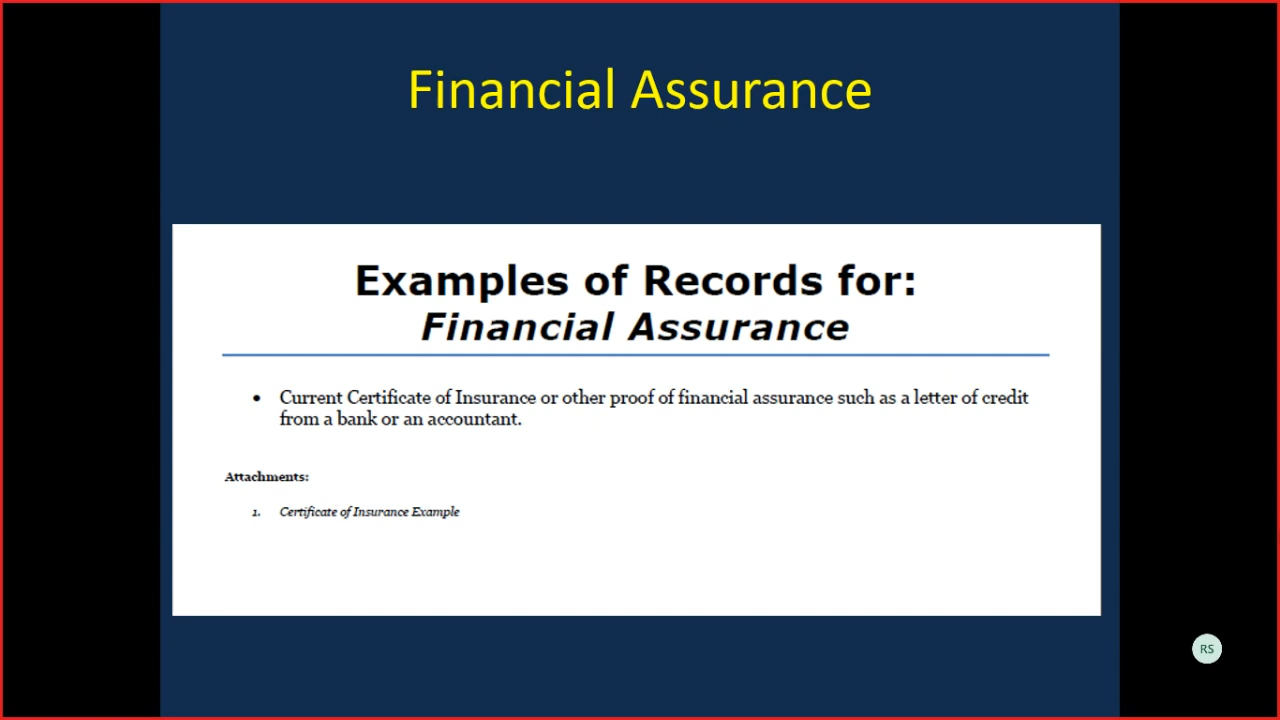 Financial Assurance
Examples of Records for:
Financial Assurance
• Current Certificate of Insurance or other proof of financial assurance such as a letter of credit
from a bank or an accountant.
Attachments:
1. Certificate of Insurance Example
RS